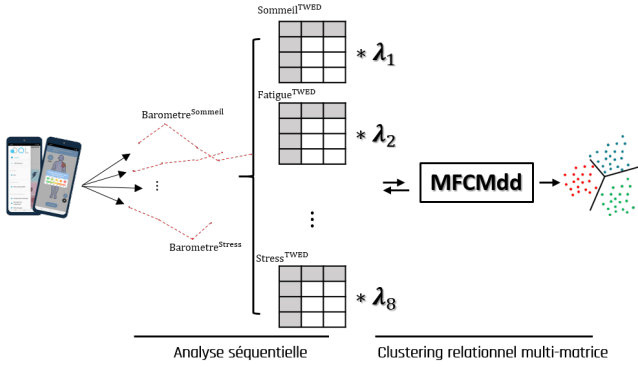 Sommeil^TWED
* λ1
Barometre^Sommeil
Fatigue^TWED
* λ2
MFCMdd
Barometre^Stress
Stress^TWED
* λ8
Analyse séquentielle
Clustering relationnel multi-matrice